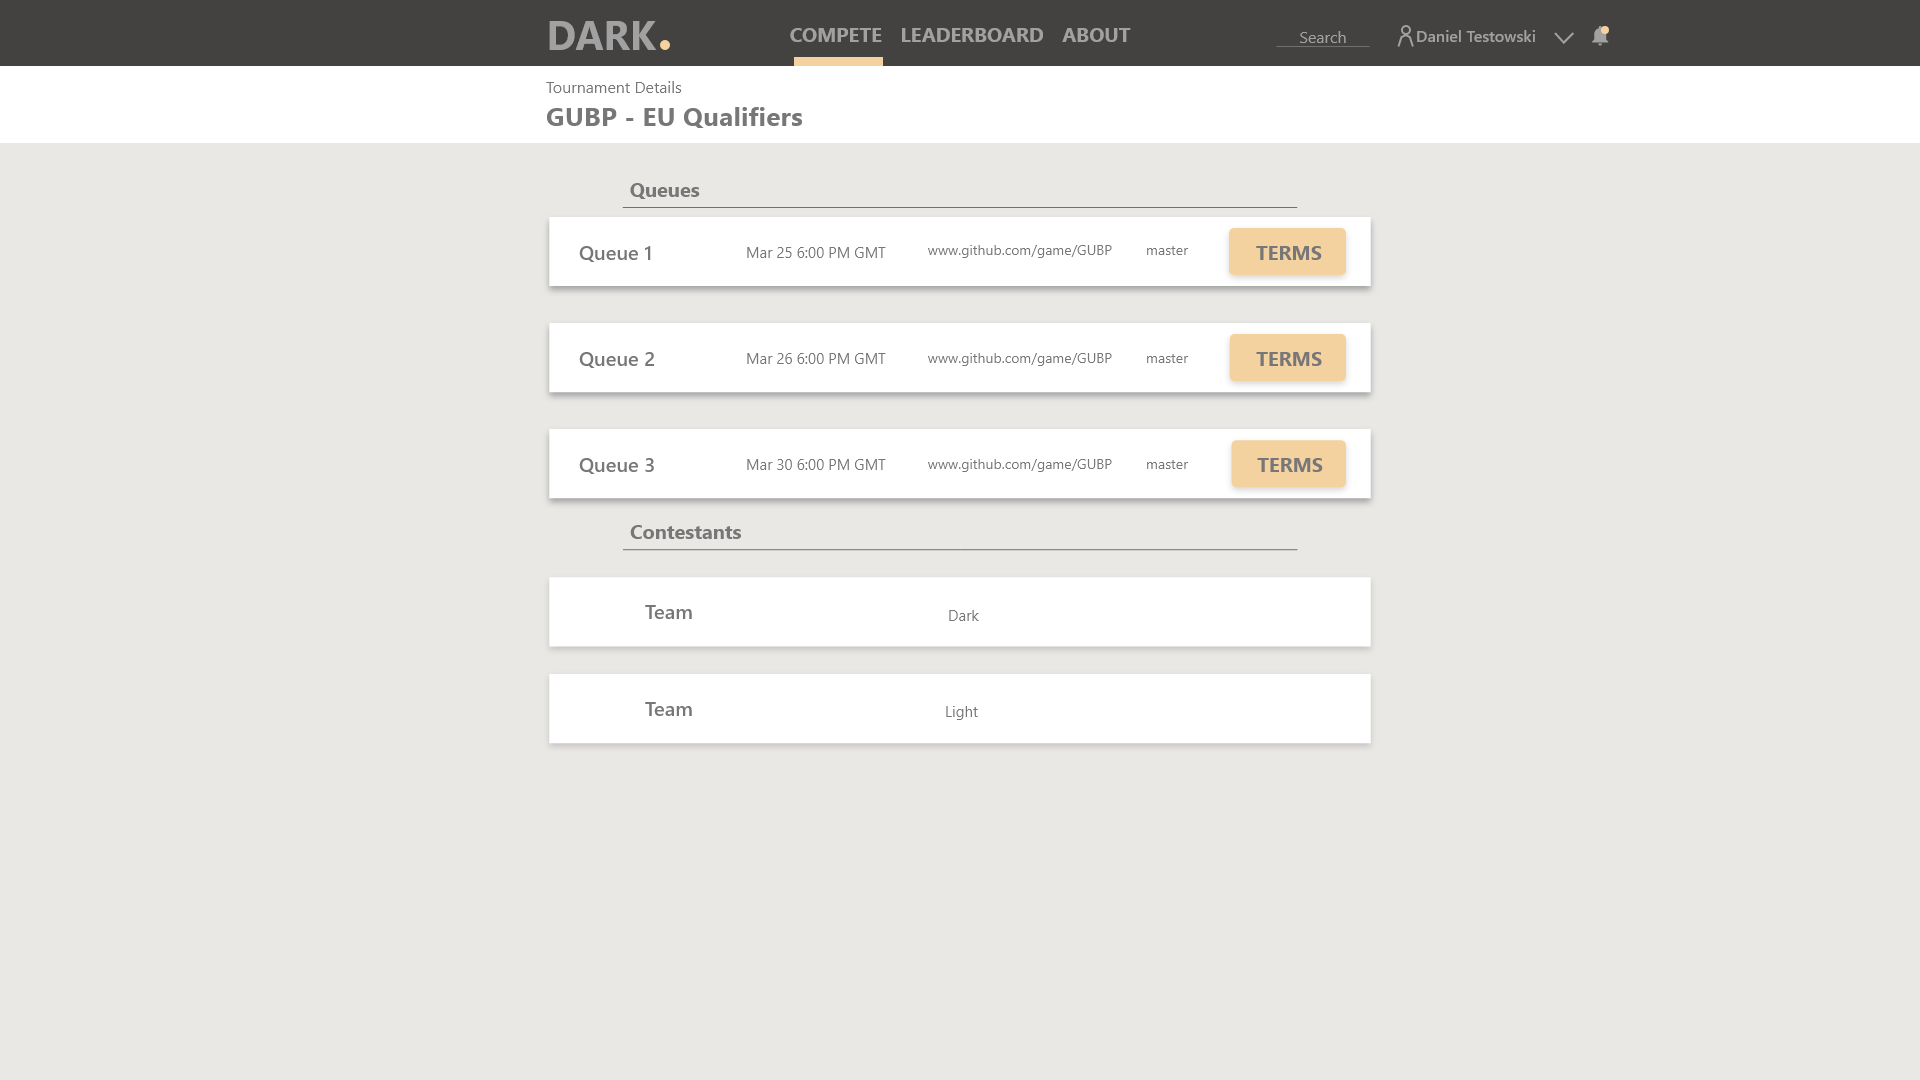 DARK.
COMPETE LEADERBOARD ABOUT
Search
Daniel Testowski
Tournament Details
GUBP - EU Qualifiers
Queues
Queue 1 Mar 25 6:00 PM GMT www.github.com/game/GUBP master TERMS
Queue 2 Mar 26 6:00 PM GMT www.github.com/game/GUBP master TERMS
Queue 3 Mar 30 6:00 PM GMT www.github.com/game/GUBP master TERMS
Contestants
Team Dark
Team Light